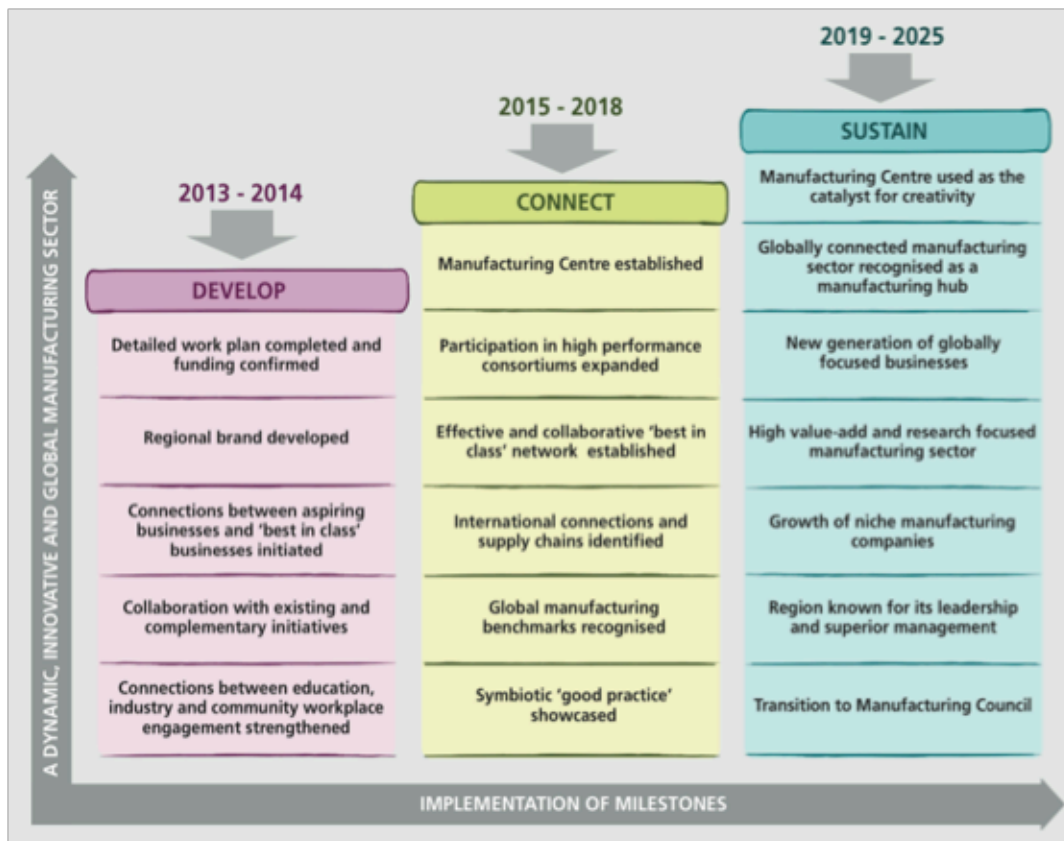 2013 - 2014
DEVELOP
Detailed work plan completed and
funding confirmed
Regional brand developed
Connections between aspiring
businesses and 'best in class'
businesses initiated
Collaboration with existing and
complementary initiatives
Connections between education,
industry and community workplace
engagement strengthened
2015 - 2018
CONNECT
Manufacturing Centre established
Participation in high performance
consortiums expanded
Effective and collaborative 'best in
class' network established
International connections and
supply chains identified
Global manufacturing
benchmarks recognised
Symbiotic 'good practice'
showcased
2019 - 2025
SUSTAIN
Manufacturing Centre used as the
catalyst for creativity
Globally connected manufacturing
sector recognised as a
manufacturing hub
New generation of globally
focused businesses
High value-add and research focused
manufacturing sector
Growth of niche manufacturing
companies
Region known for its leadership
and superior management
Transition to Manufacturing Council
A DYNAMIC, INNOVATIVE AND GLOBAL MANUFACTURING SECTOR
IMPLEMENTATION OF MILESTONES